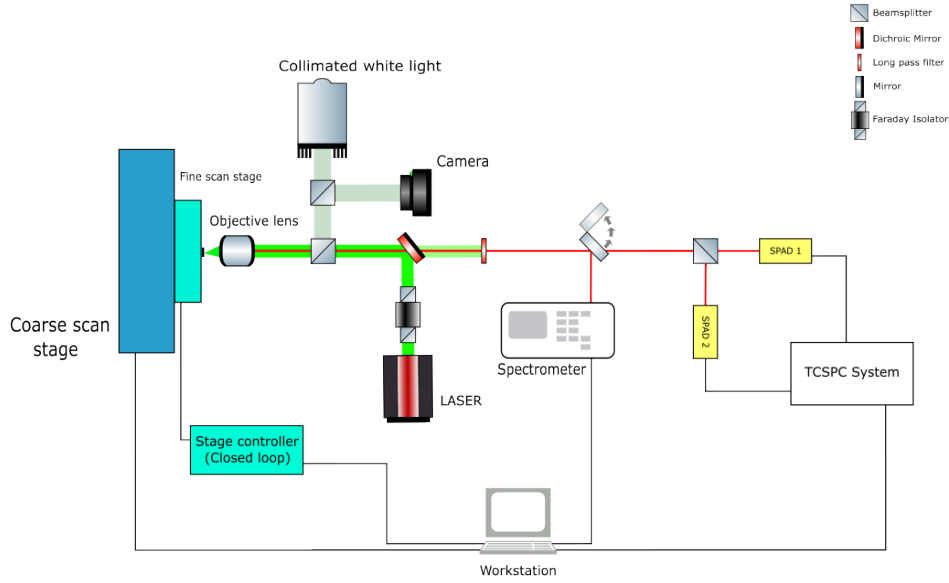 Beamsplitter
Dichroic Mirror
Long pass filter
Mirror
Faraday Isolator
Collimated white light
Camera
Fine scan stage
Objective lens
SPAD 1
SPAD 2
Coarse scan
stage
Spectrometer
TCSPC System
LASER
Stage controller
(Closed loop)
Workstation